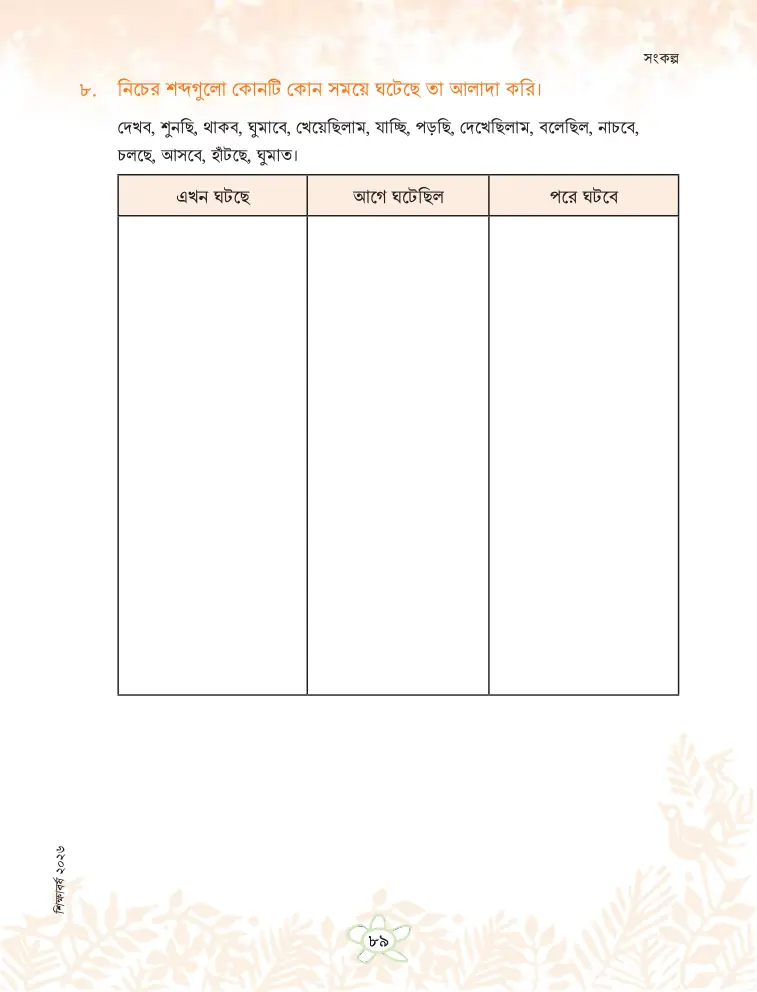 সংকল্প
৮. নিচের শব্দগুলো কোনটি কোন সময়ে ঘটেছে তা আলাদা করি।
দেখব, শুনছি, থাকব, ঘুমাবে, খেয়েছিলাম, যাচ্ছি, পড়ছি, দেখেছিলাম, বলেছিল, নাচবে,
চলছে, আসবে, হাঁটছে, ঘুমাত।
এখন ঘটছে আগে ঘটেছিল পরে ঘটবে
শিক্ষাবর্ষ ২০২৬
৮৯